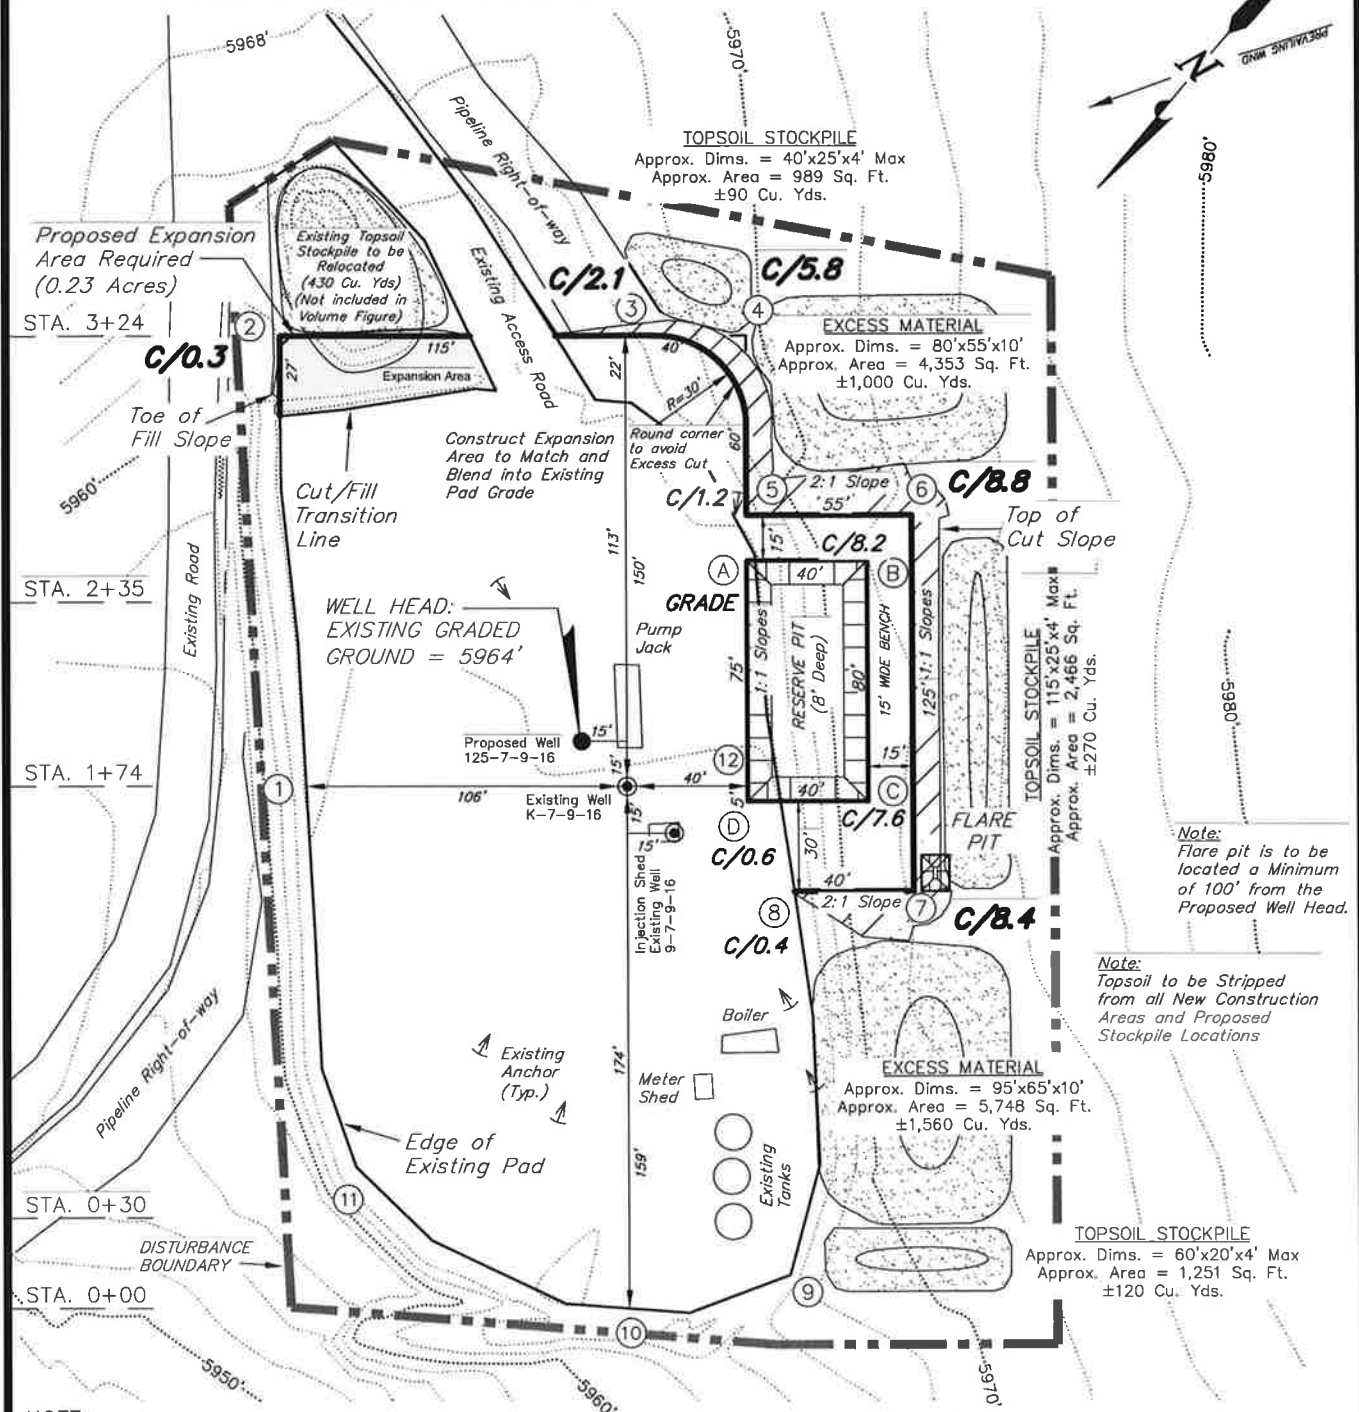 5968'
5970'
N
PREVAILING WIND
5980'
TOPSOIL STOCKPILE
Approx. Dims. = 40'x25'x4' Max
Approx. Area = 989 Sq. Ft.
±90 Cu. Yds.
Pipeline Right-of-way
Proposed Expansion
Area Required
(0.23 Acres)
Existing Topsoil
Stockpile to be
Relocated
(430 Cu. Yds)
(Not included in
Volume Figure)
Existing Access Road
C/2.1
3
C/5.8
4
STA. 3+24
2
C/0.3
115'
27'
Expansion Area
22'
40'
R=30'
60'
EXCESS MATERIAL
Approx. Dims. = 80'x55'x10'
Approx. Area = 4,353 Sq. Ft.
±1,000 Cu. Yds.
Toe of
Fill Slope
Construct Expansion
Area to Match and
Blend into Existing
Pad Grade
Round corner
to avoid
Excess Cut
5960'
Cut/Fill
Transition
Line
C/1.2
5
2:1 Slope
55'
6
C/8.8
Top of
Cut Slope
113'
150'
15'
C/8.2
A
40'
B
GRADE
STA. 2+35
Existing Road
WELL HEAD:
EXISTING GRADED
GROUND = 5964'
Pump
Jack
75'
1:1 Slopes
RESERVE PIT
(8' Deep)
80'
15' WIDE BENCH
125'
1:1 Slopes
TOPSOIL STOCKPILE
Approx. Dims. = 115'x25'x4' Max
Approx. Area = 2,466 Sq. Ft.
±270 Cu. Yds.
5980'
Proposed Well
125-7-9-16
15'
15'
12
15'
STA. 1+74
1
106'
Existing Well
K-7-9-16
40'
5'
40'
C
15'
15'
D
C/0.6
C/7.6
FLARE
PIT
Injection Shed
Existing Well
9-7-9-16
30'
Note:
Flare pit is to be
located a Minimum
of 100' from the
Proposed Well Head.
40'
2:1 Slope
8
7
C/8.4
C/0.4
Note:
Topsoil to be Stripped
from all New Construction
Areas and Proposed
Stockpile Locations
Pipeline Right-of-way
Boiler
Existing
Anchor
(Typ.)
174'
Meter
Shed
EXCESS MATERIAL
Approx. Dims. = 95'x65'x10'
Approx. Area = 5,748 Sq. Ft.
±1,560 Cu. Yds.
Edge of
Existing Pad
159'
Existing
Tanks
STA. 0+30
11
DISTURBANCE
BOUNDARY
TOPSOIL STOCKPILE
Approx. Dims. = 60'x20'x4' Max
Approx. Area = 1,251 Sq. Ft.
±120 Cu. Yds.
STA. 0+00
9
10
5950'
5960'
5970'